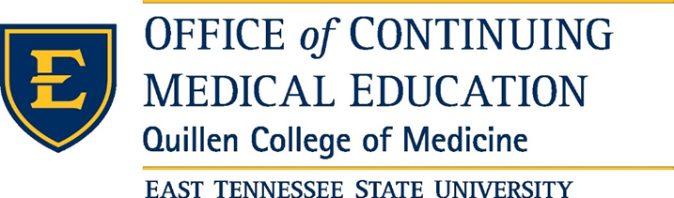 E
OFFICE of CONTINUING
MEDICAL EDUCATION
Quillen College of Medicine
EAST TENNESSEE STATE UNIVERSITY